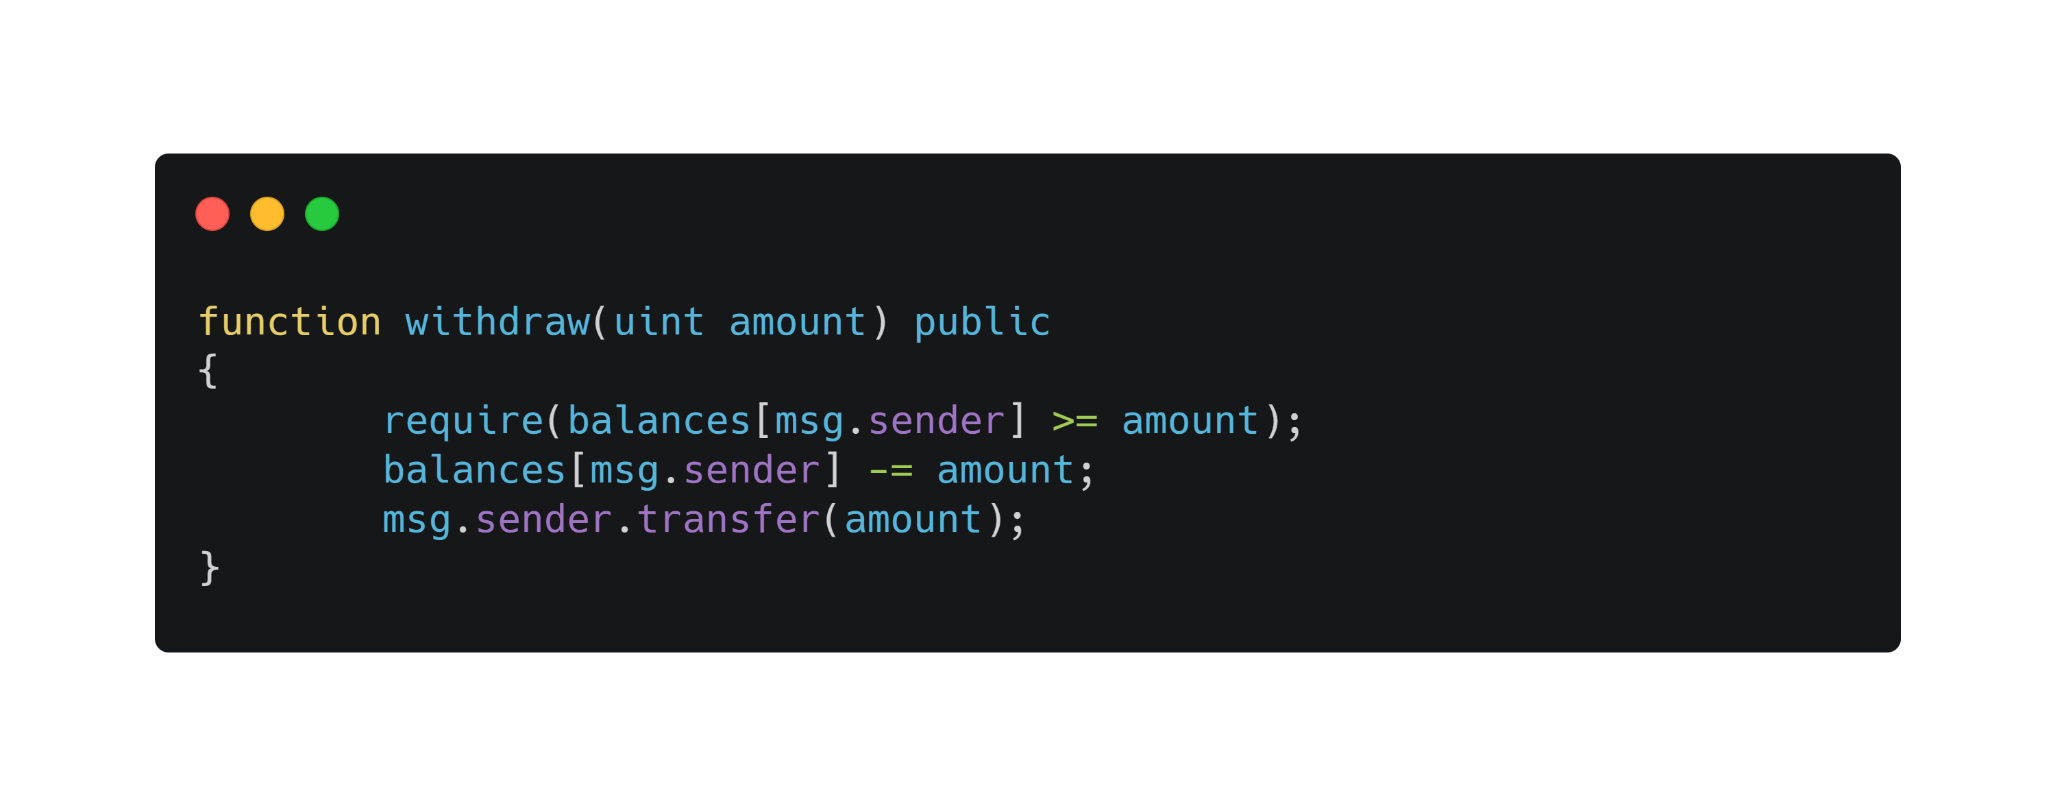 function withdraw(uint amount) public
{
        require(balances[msg.sender] >= amount);
        balances[msg.sender] -= amount;
        msg.sender.transfer(amount);
}